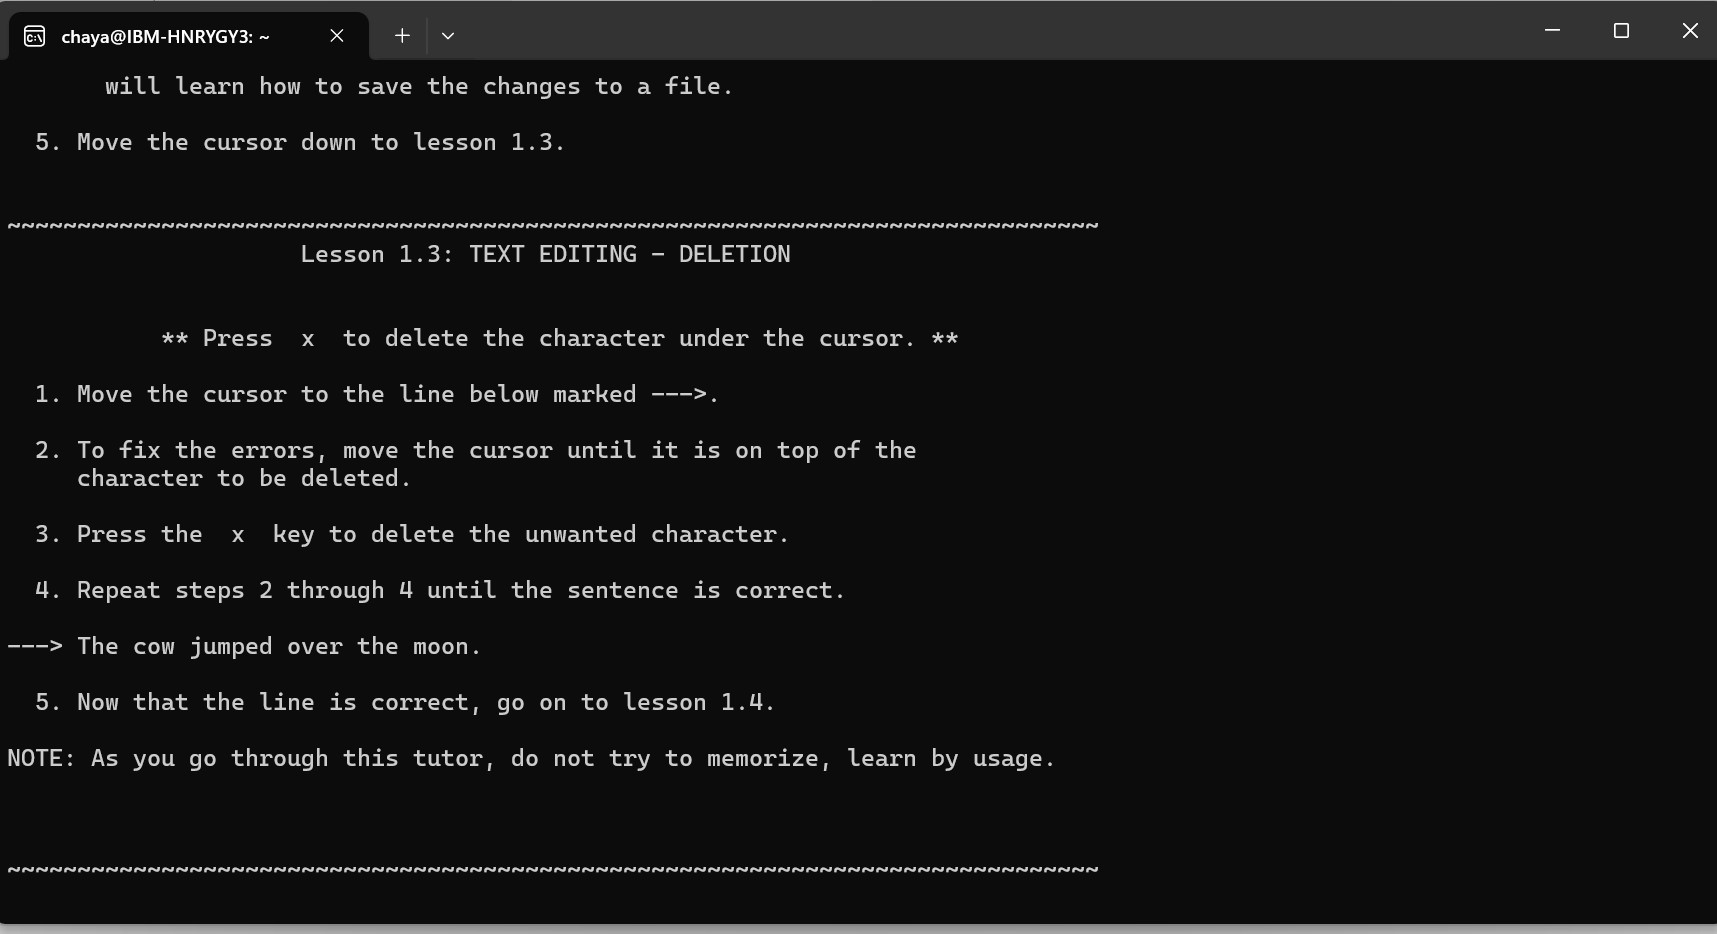 chaya@IBM-HNRYGY3: ~
will learn how to save the changes to a file.
5. Move the cursor down to lesson 1.3.
~~~~~~~~~~~~~~~~~~~~~~~~~~~~~~~~~~~~~~~~~~~~~~~~~~~~~~~~~~~~~~~~~~~~~~~~~~~~~~
Lesson 1.3: TEXT EDITING - DELETION
** Press  x  to delete the character under the cursor. **
1. Move the cursor to the line below marked --->.
2. To fix the errors, move the cursor until it is on top of the
character to be deleted.
3. Press the  x  key to delete the unwanted character.
4. Repeat steps 2 through 4 until the sentence is correct.
---> The cow jumped over the moon.
5. Now that the line is correct, go on to lesson 1.4.
NOTE: As you go through this tutor, do not try to memorize, learn by usage.
~~~~~~~~~~~~~~~~~~~~~~~~~~~~~~~~~~~~~~~~~~~~~~~~~~~~~~~~~~~~~~~~~~~~~~~~~~~~~~